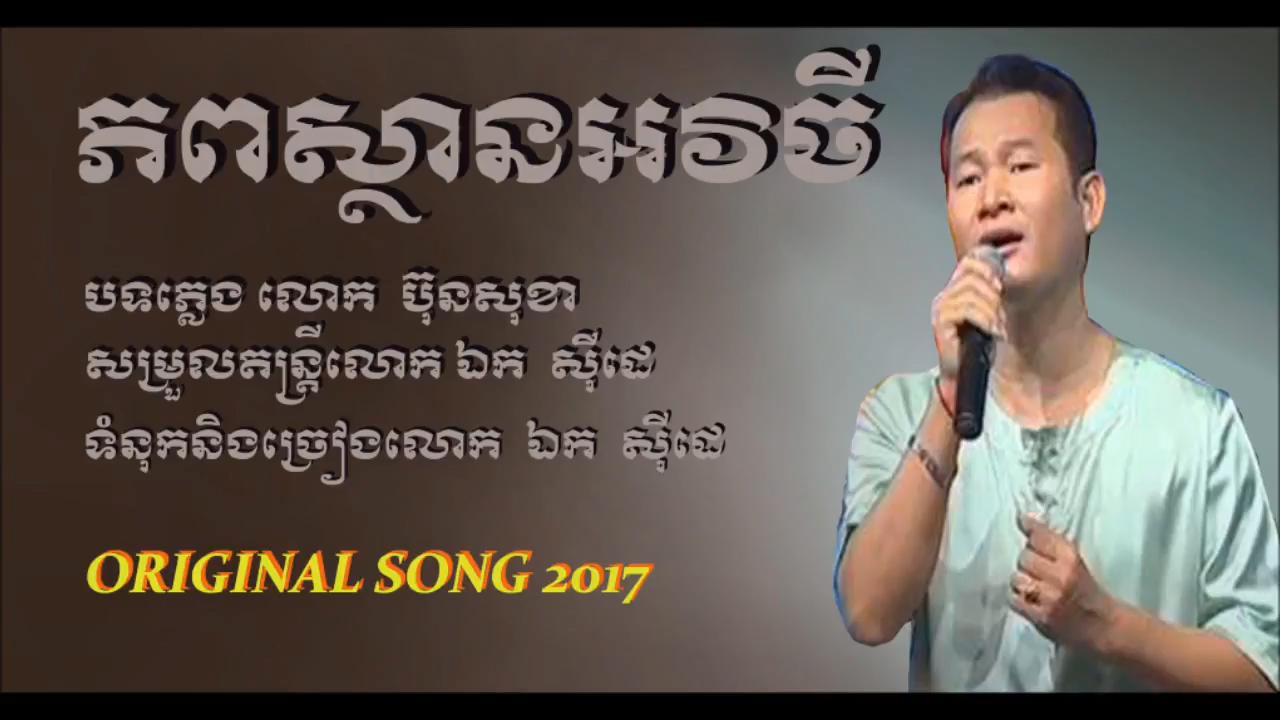 ភពស្ថានអវិចី
បទភ្លេង លោក ប៊ុនសុខា
សម្រួលតន្ត្រីលោក ឯក ស៊ីដេ
ទំនុកនិងច្រៀងលោក ឯក ស៊ីដេ
ORIGINAL SONG 2017